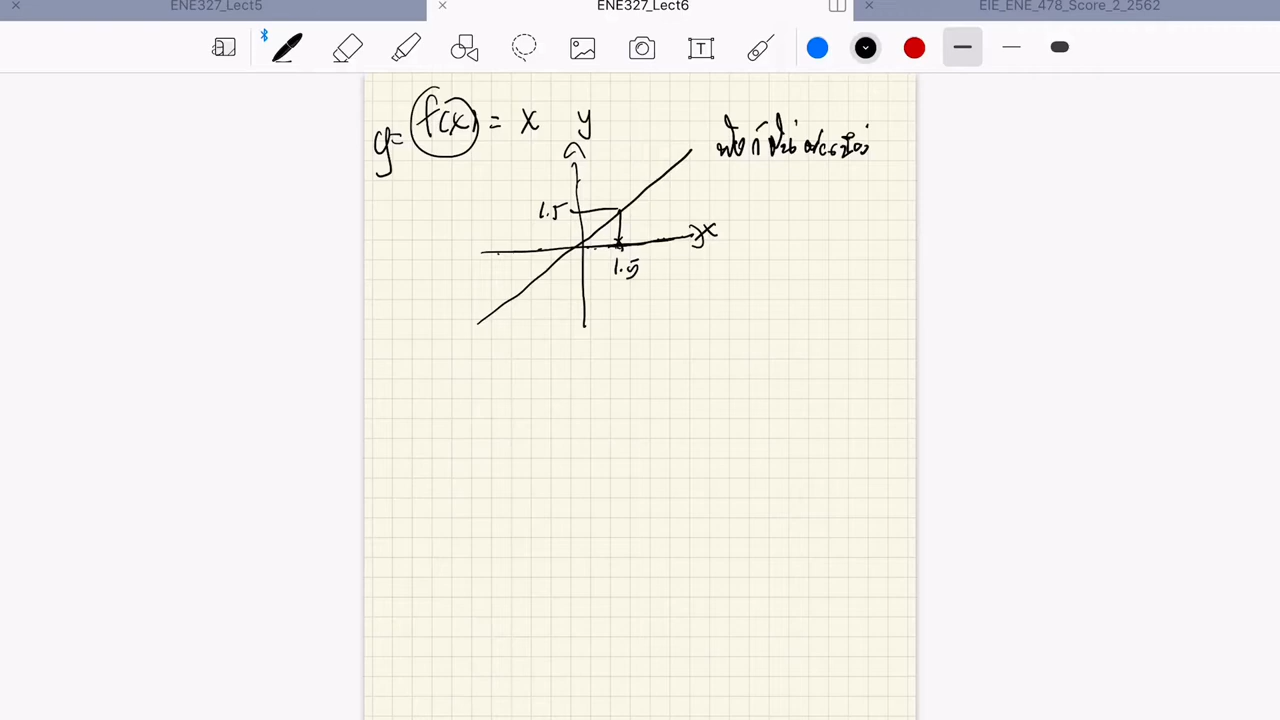 ENE327_Lect5
ENE327_Lect6
EIE_ENE_478_Score_2_2562
y= f(x) = x
y
1.5
x
1.5